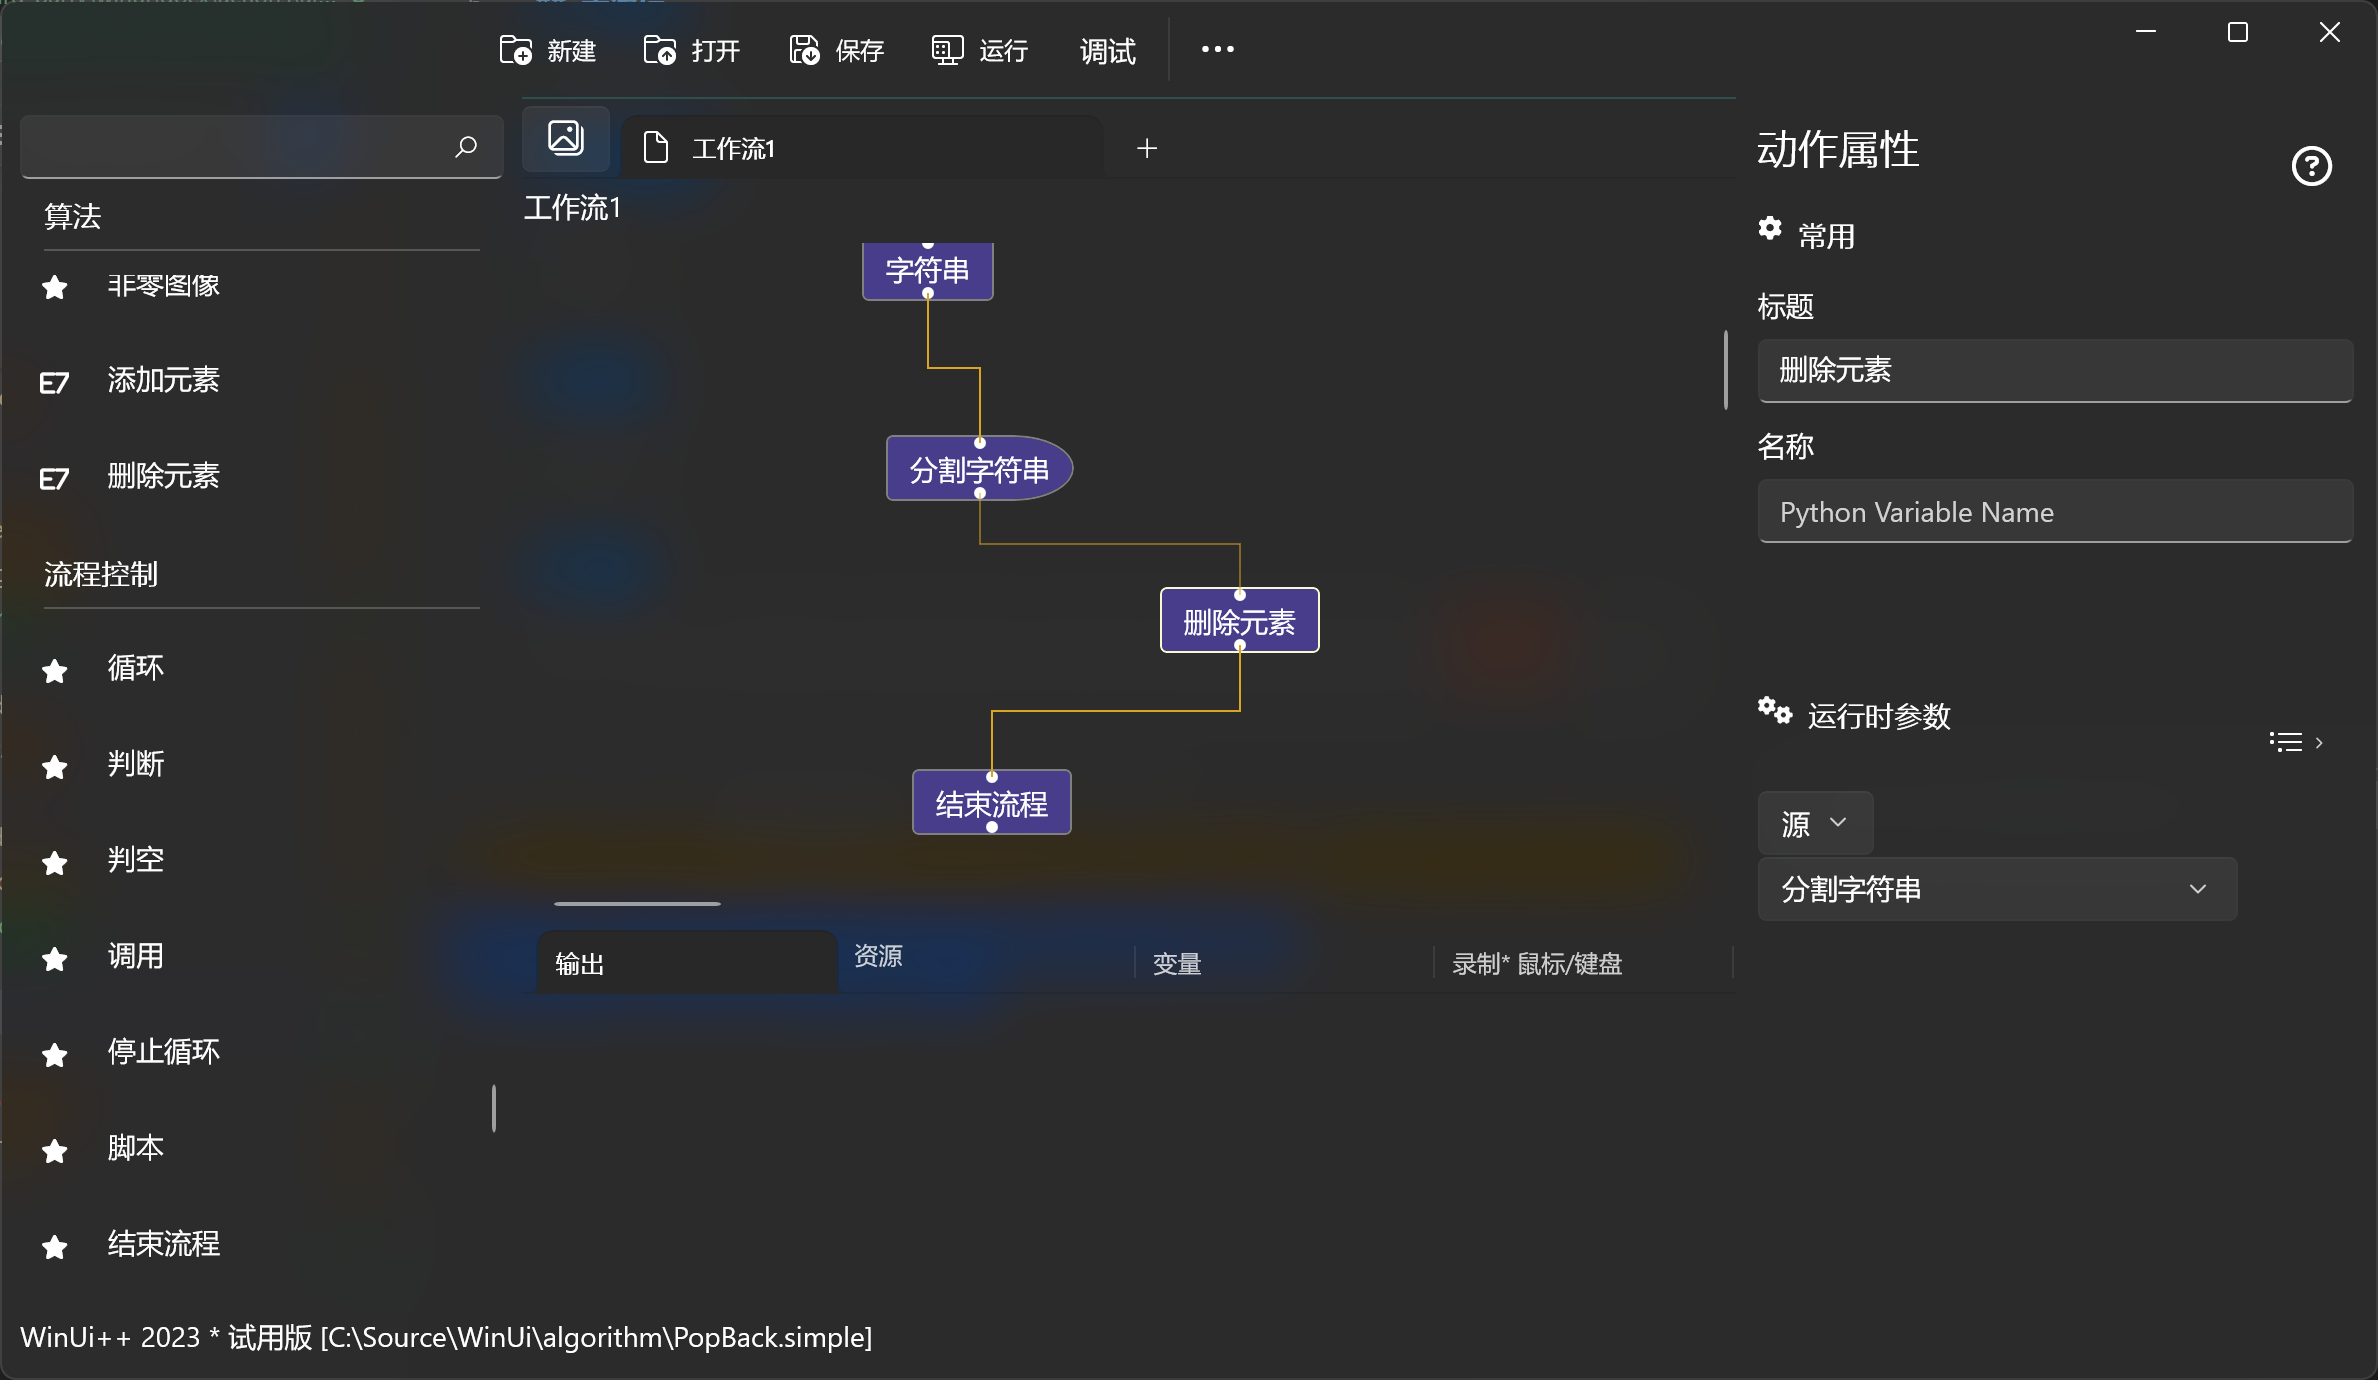 新建
打开
保存
运行
调试
工作流1
工作流1
算法
非零图像
添加元素
删除元素
流程控制
循环
判断
判空
调用
停止循环
脚本
结束流程
字符串
分割字符串
删除元素
结束流程
输出
资源
变量
录制* 鼠标/键盘
动作属性
常用
标题
删除元素
名称
Python Variable Name
运行时参数
源
分割字符串
WinUi++ 2023 * 试用版 [C:\Source\WinUi\algorithm\PopBack.simple]